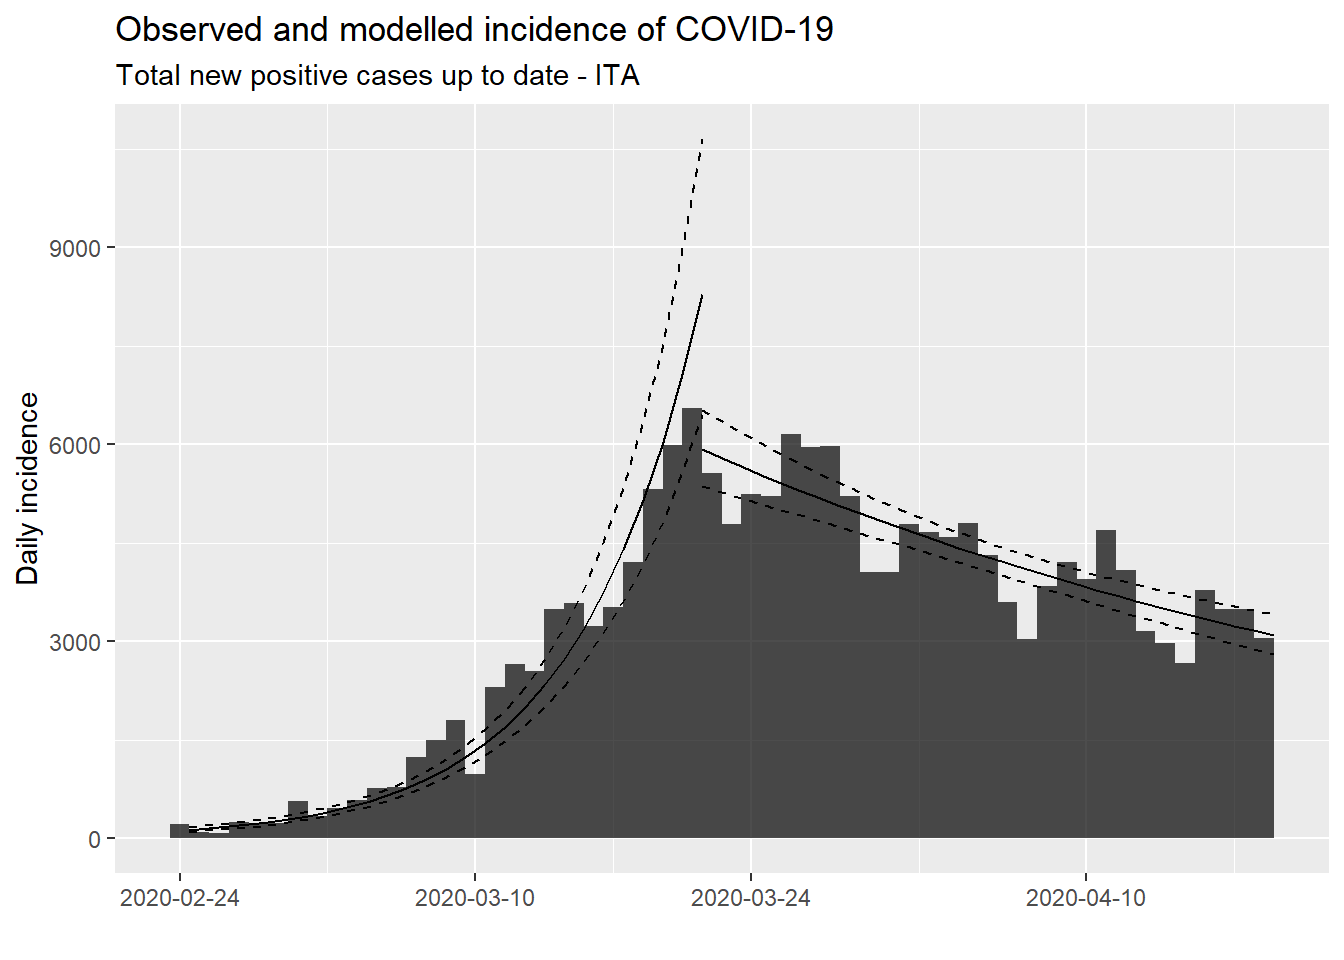 Observed and modelled incidence of COVID-19
Total new positive cases up to date - ITA
Daily incidence
9000
6000
3000
0
2020-02-24 2020-03-10 2020-03-24 2020-04-10